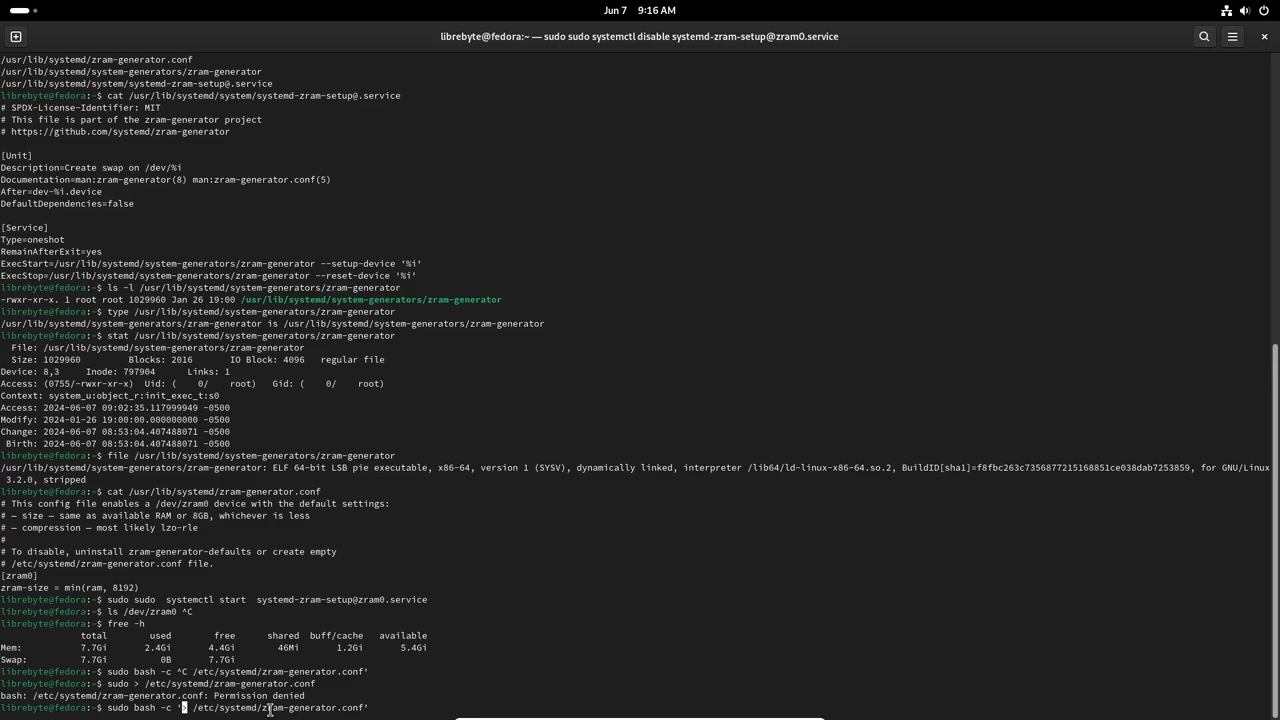 Jun 7 9:16 AM
librebyte@fedora:~ — sudo sudo systemctl disable systemd-zram-setup@zram0.service
/usr/lib/systemd/zram-generator.conf
/usr/lib/systemd/system-generators/zram-generator
/usr/lib/systemd/system/systemd-zram-setup@.service
librebyte@fedora:~$ cat /usr/lib/systemd/system/systemd-zram-setup@.service
# SPDX-License-Identifier: MIT
# This file is part of the zram-generator project
# https://github.com/systemd/zram-generator
[Unit]
Description=Create swap on /dev/%i
Documentation=man:zram-generator(8) man:zram-generator.conf(5)
After=dev-%i.device
DefaultDependencies=false
[Service]
Type=oneshot
RemainAfterExit=yes
ExecStart=/usr/lib/systemd/system-generators/zram-generator --setup-device '%i'
ExecStop=/usr/lib/systemd/system-generators/zram-generator --reset-device '%i'
librebyte@fedora:~$ ls -l /usr/lib/systemd/system-generators/zram-generator
-rwxr-xr-x. 1 root root 1029960 Jan 26 19:00 /usr/lib/systemd/system-generators/zram-generator
librebyte@fedora:~$ type /usr/lib/systemd/system-generators/zram-generator
/usr/lib/systemd/system-generators/zram-generator is /usr/lib/systemd/system-generators/zram-generator
librebyte@fedora:~$ stat /usr/lib/systemd/system-generators/zram-generator
File: /usr/lib/systemd/system-generators/zram-generator
Size: 1029960 Blocks: 2016 IO Block: 4096 regular file
Device: 8,3 Inode: 797904 Links: 1
Access: (0755/-rwxr-xr-x) Uid: ( 0/ root) Gid: ( 0/ root)
Context: system_u:object_r:init_exec_t:s0
Access: 2024-06-07 09:02:35.117999949 -0500
Modify: 2024-01-26 19:00:00.000000000 -0500
Change: 2024-06-07 08:53:04.407488071 -0500
Birth: 2024-06-07 08:53:04.407488071 -0500
librebyte@fedora:~$ file /usr/lib/systemd/system-generators/zram-generator
/usr/lib/systemd/system-generators/zram-generator: ELF 64-bit LSB pie executable, x86-64, version 1 (SYSV), dynamically linked, interpreter /lib64/ld-linux-x86-64.so.2, BuildID[sha1]=f8fbc263c7356877215168851ce038dab7253859, for GNU/Linux
3.2.0, stripped
librebyte@fedora:~$ cat /usr/lib/systemd/zram-generator.conf
# This config file enables a /dev/zram0 device with the default settings:
# — size — same as available RAM or 8GB, whichever is less
# — compression — most likely lzo-rle
#
# To disable, uninstall zram-generator-defaults or create empty
# /etc/systemd/zram-generator.conf file.
[zram0]
zram-size = min(ram, 8192)
librebyte@fedora:~$ sudo sudo systemctl start systemd-zram-setup@zram0.service
librebyte@fedora:~$ ls /dev/zram0 ^C
librebyte@fedora:~$ free -h
total used free shared buff/cache available
Mem: 7.7Gi 2.4Gi 4.4Gi 46Mi 1.2Gi 5.4Gi
Swap: 7.7Gi 0B 7.7Gi
librebyte@fedora:~$ sudo bash -c ^C /etc/systemd/zram-generator.conf'
librebyte@fedora:~$ sudo > /etc/systemd/zram-generator.conf
bash: /etc/systemd/zram-generator.conf: Permission denied
librebyte@fedora:~$ sudo bash -c '> /etc/systemd/zram-generator.conf'